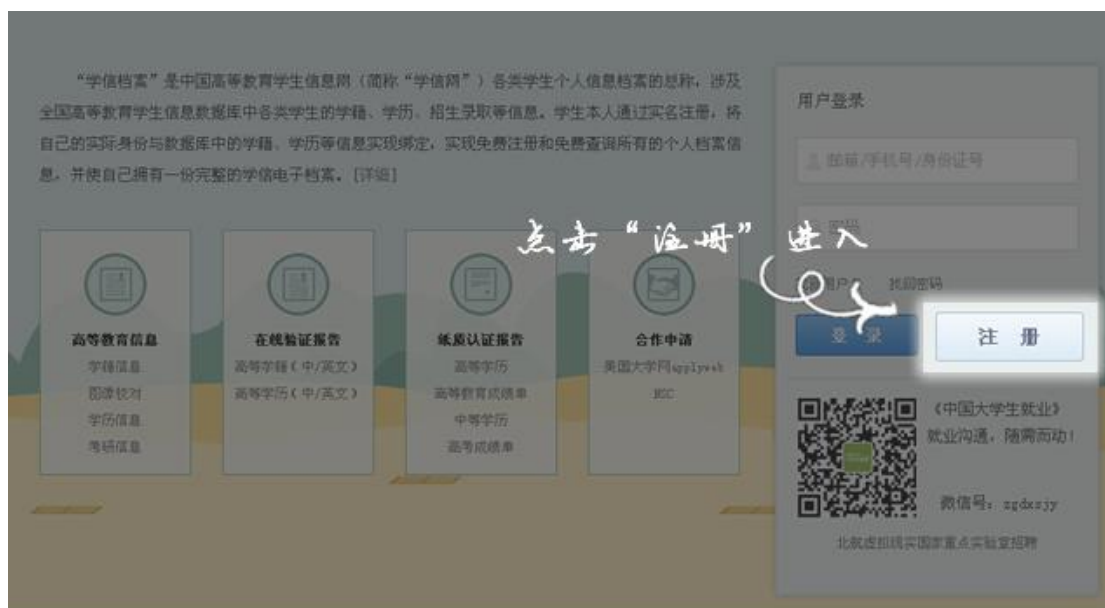 “学信档案”是中国高等教育学生信息网（简称“学信网”）各类学生个人信息档案的总称，涉及
全国高等教育学生信息数据库中各类学生的学籍、学历、招生录取等信息。学生本人通过实名注册，将
自己的实际身份与数据库中的学籍、学历等信息实现绑定，实现免费注册和免费查询所有的个人档案信
息，并使自己拥有一份完整的学信电子档案。[详细]
用户登录
邮箱/手机号/身份证号
密码
点击“注册”进入
找回用户名 找回密码
登 录
注 册
高等教育信息
学籍信息
图像校对
学历信息
考研信息
在线验证报告
高等学籍（中/英文）
高等学历（中/英文）
纸质认证报告
高等学历
高等教育成绩单
中等学历
高考成绩单
合作申请
美国大学网applyweb
HSC
《中国大学生就业》
就业沟通，随需而动！
微信号：zgdxsjy
北航虚拟现实国家重点实验室招聘